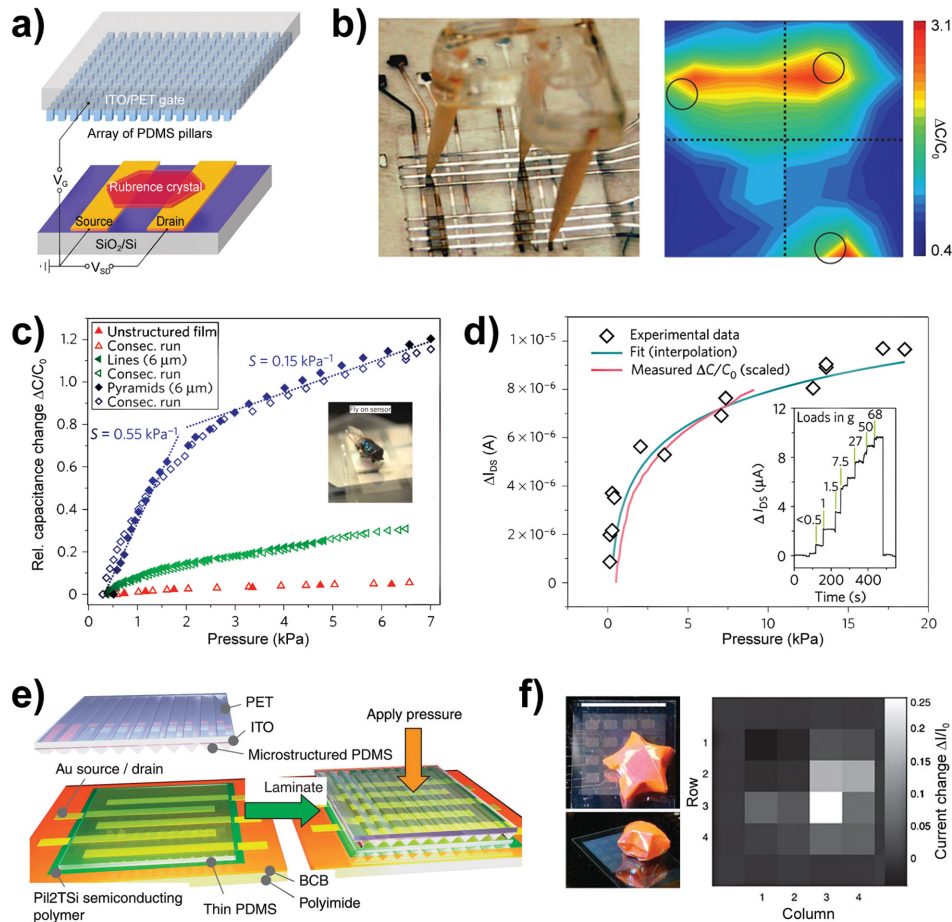 a)
ITO/PET gate
Array of PDMS pillars
V_G
Rubrence crystal
Source
Drain
SiO₂/Si
V_SD
b)
3.1
ΔC/C₀
0.4
c)
Rel. capacitance change ΔC/C₀
1.2
1.0
0.8
0.6
0.4
0.2
0
Unstructured film
Consec. run
Lines (6 μm)
Consec. run
Pyramids (6 μm)
Consec. run
S = 0.15 kPa⁻¹
S = 0.55 kPa⁻¹
Fly on sensor
0 1 2 3 4 5 6 7
Pressure (kPa)
d)
ΔI_DS (A)
1 × 10⁻⁵
8 × 10⁻⁶
6 × 10⁻⁶
4 × 10⁻⁶
2 × 10⁻⁶
0
Experimental data
Fit (interpolation)
Measured ΔC/C₀ (scaled)
Loads in g
68
50
27
7.5
1.5
1
<0.5
Δ I_DS (μA)
10
8
6
4
2
0
0 200 400
Time (s)
0 5 10 15 20
Pressure (kPa)
e)
PET
ITO
Microstructured PDMS
Au source / drain
Laminate
Apply pressure
PiI2TSi semiconducting
polymer
Thin PDMS
BCB
Polyimide
f)
Row
1
2
3
4
1 2 3 4
Column
0.25
0.20
0.15
0.10
0.05
0
Current change ΔI/I₀